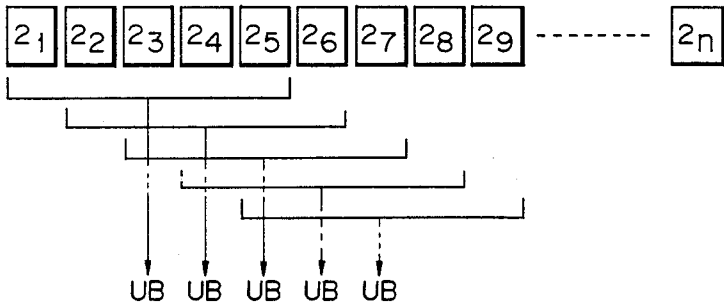 2₁ 2₂ 2₃ 2₄ 2₅ 2₆ 2₇ 2₈ 2₉ 2ₙ
UB UB UB UB UB